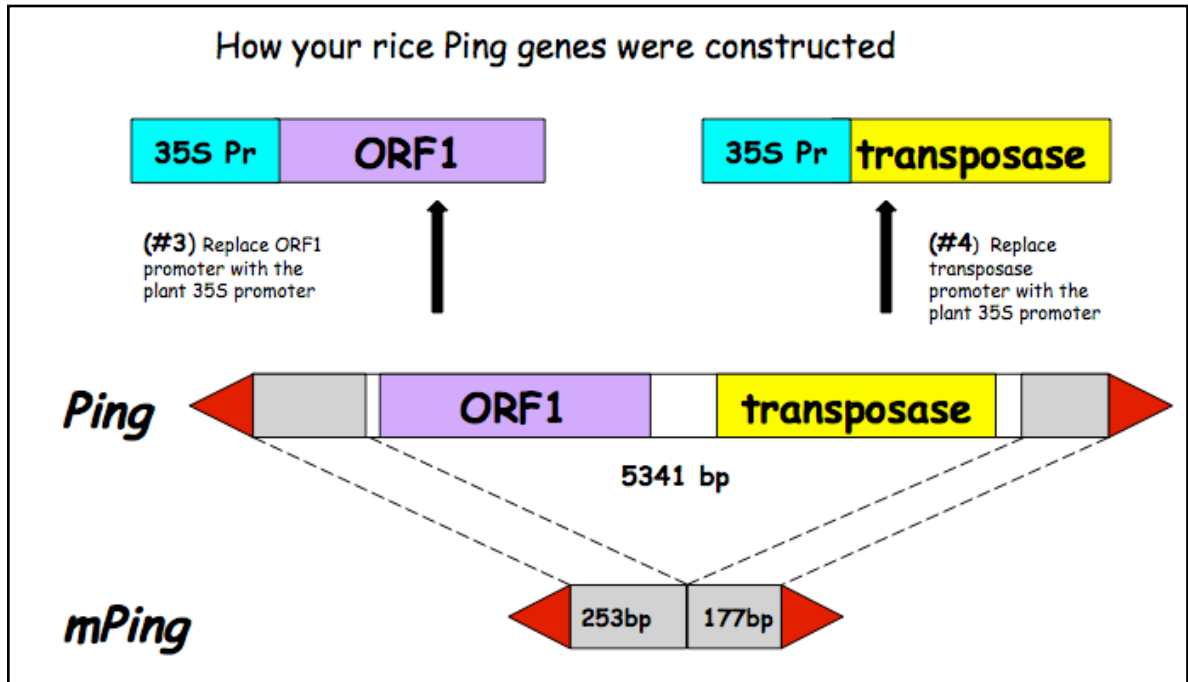 How your rice Ping genes were constructed
35S Pr ORF1
35S Pr transposase
(#3) Replace ORF1
promoter with the
plant 35S promoter
(#4) Replace
transposase
promoter with the
plant 35S promoter
Ping
ORF1
transposase
5341 bp
mPing
253bp
177bp